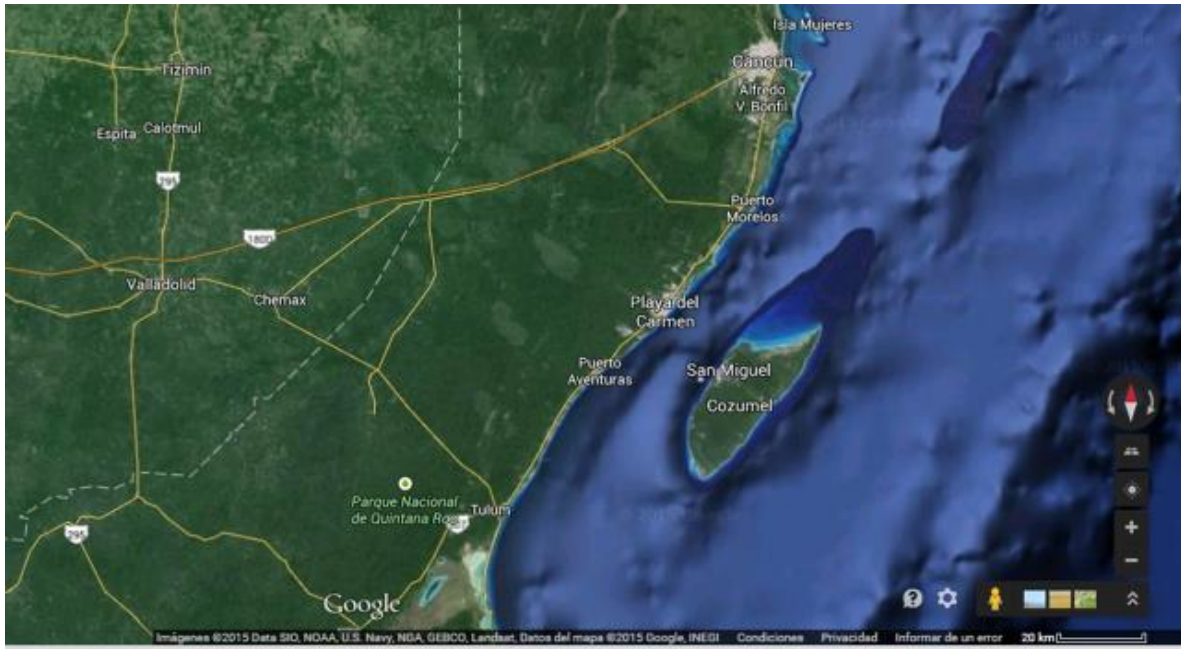 Isla Mujeres
Cancún
Tizimín
Alfredo
V. Bonfil
Espita
Calotmul
295
Puerto
Morelos
180D
Valladolid
Chemax
Playa del
Carmen
Puerto
Aventuras
San Miguel
Cozumel
Parque Nacional
de Quintana
Tulum
295
Google
Imágenes ©2015 Data SIO, NOAA, U.S. Navy, NGA, GEBCO, Landsat, Datos del mapa ©2015 Google, INEGI Condiciones Privacidad Informar de un error 20 km